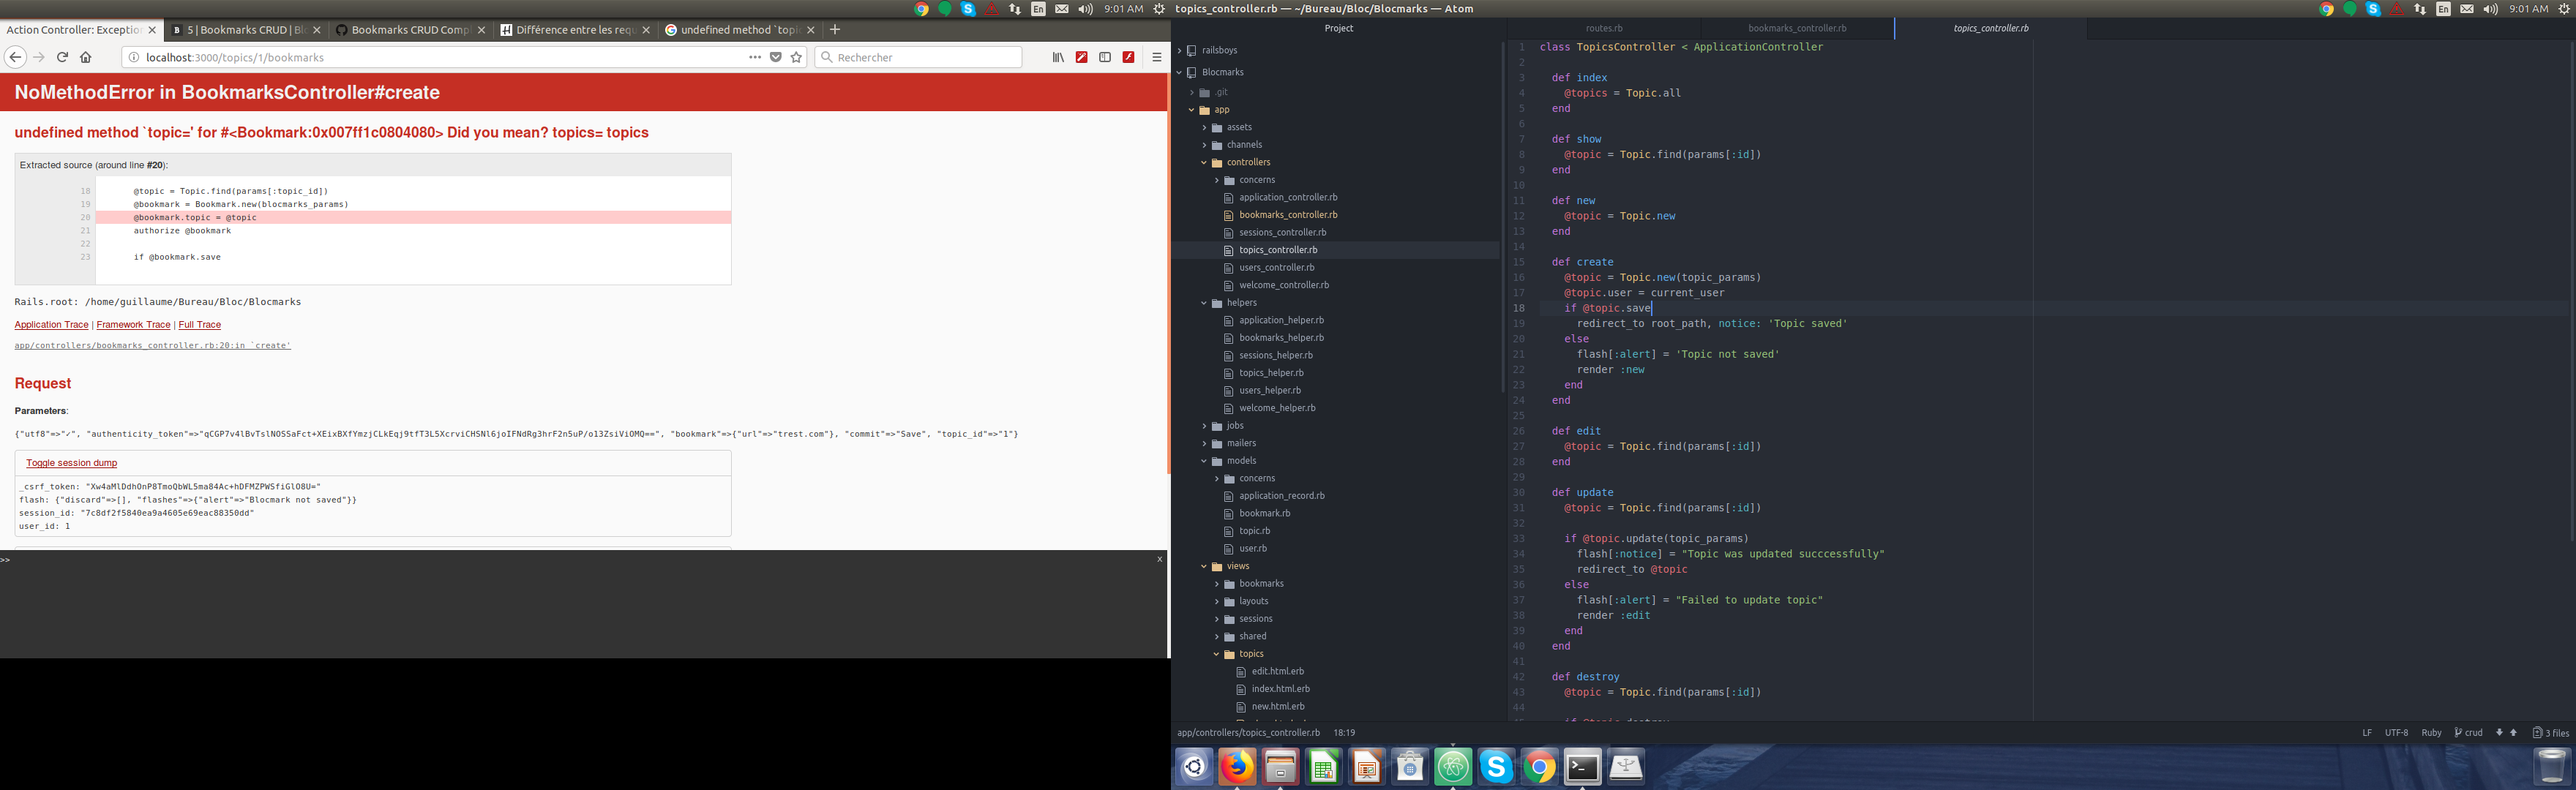 9:01 AM
topics_controller.rb — ~/Bureau/Bloc/Blocmarks — Atom
En 9:01 AM
Action Controller: Exceptio
5 | Bookmarks CRUD | Bl
Bookmarks CRUD Compl
Différence entre les requ
undefined method `topic
localhost:3000/topics/1/bookmarks
Rechercher
NoMethodError in BookmarksController#create
undefined method `topic=' for #<Bookmark:0x007ff1c0804080> Did you mean? topics= topics
Extracted source (around line #20):
18 @topic = Topic.find(params[:topic_id])
19 @bookmark = Bookmark.new(blocmarks_params)
20 @bookmark.topic = @topic
21 authorize @bookmark
22
23 if @bookmark.save
Rails.root: /home/guillaume/Bureau/Bloc/Blocmarks
Application Trace | Framework Trace | Full Trace
app/controllers/bookmarks_controller.rb:20:in `create'
Request
Parameters:
{"utf8"=>"✓", "authenticity_token"=>"qCGP7v4lBvTslNOSSaFct+XEixBXfYmzjCLkEqj9tfT3L5XcrviCHSNl6joIFNdRg3hrF2n5uP/o13ZsiViOMQ==", "bookmark"=>{"url"=>"trest.com"}, "commit"=>"Save", "topic_id"=>"1"}
Toggle session dump
_csrf_token: "Xw4aMlDdhOnP8TmoQbWL5ma84Ac+hDFMZPWSfiGlO8U="
flash: {"discard"=>[], "flashes"=>{"alert"=>"Blocmark not saved"}}
session_id: "7c8df2f5840ea9a4605e69eac88350dd"
user_id: 1
>>
x
Project
railsboys
Blocmarks
.git
app
assets
channels
controllers
concerns
application_controller.rb
bookmarks_controller.rb
sessions_controller.rb
topics_controller.rb
users_controller.rb
welcome_controller.rb
helpers
application_helper.rb
bookmarks_helper.rb
sessions_helper.rb
topics_helper.rb
users_helper.rb
welcome_helper.rb
jobs
mailers
models
concerns
application_record.rb
bookmark.rb
topic.rb
user.rb
views
bookmarks
layouts
sessions
shared
topics
edit.html.erb
index.html.erb
new.html.erb
routes.rb
bookmarks_controller.rb
topics_controller.rb
1 class TopicsController < ApplicationController
2
3 def index
4 @topics = Topic.all
5 end
6
7 def show
8 @topic = Topic.find(params[:id])
9 end
10
11 def new
12 @topic = Topic.new
13 end
14
15 def create
16 @topic = Topic.new(topic_params)
17 @topic.user = current_user
18 if @topic.save
19 redirect_to root_path, notice: 'Topic saved'
20 else
21 flash[:alert] = 'Topic not saved'
22 render :new
23 end
24 end
25
26 def edit
27 @topic = Topic.find(params[:id])
28 end
29
30 def update
31 @topic = Topic.find(params[:id])
32
33 if @topic.update(topic_params)
34 flash[:notice] = "Topic was updated succcessfully"
35 redirect_to @topic
36 else
37 flash[:alert] = "Failed to update topic"
38 render :edit
39 end
40 end
41
42 def destroy
43 @topic = Topic.find(params[:id])
44
app/controllers/topics_controller.rb 18:19
LF UTF-8 Ruby crud 3 files